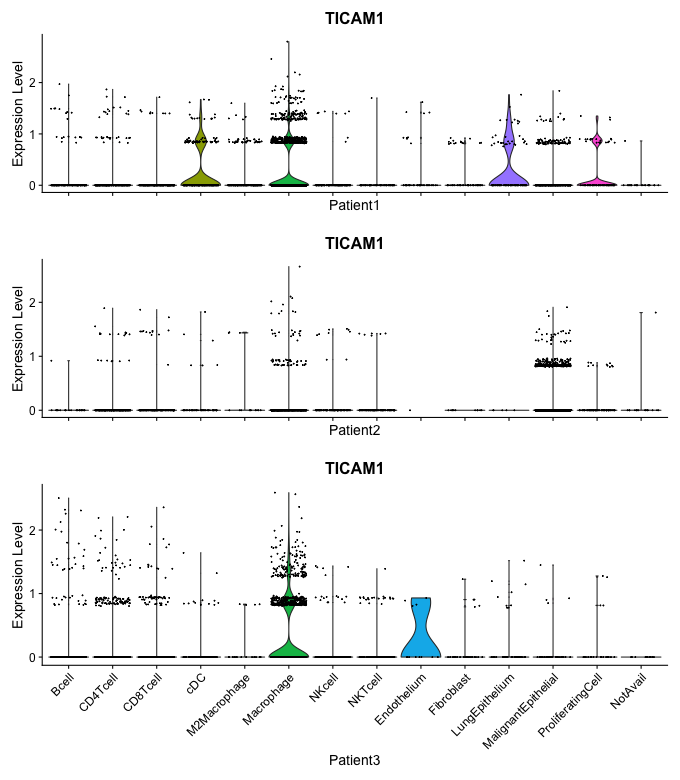 TICAM1
Expression Level
2
1
0
Patient1
TICAM1
Expression Level
2
1
0
Patient2
TICAM1
Expression Level
2
1
0
Bcell
CD4Tcell
CD8Tcell
cDC
M2Macrophage
Macrophage
NKcell
NKTcell
Endothelium
Fibroblast
LungEpithelium
MalignantEpithelial
ProliferatingCell
NotAvail
Patient3